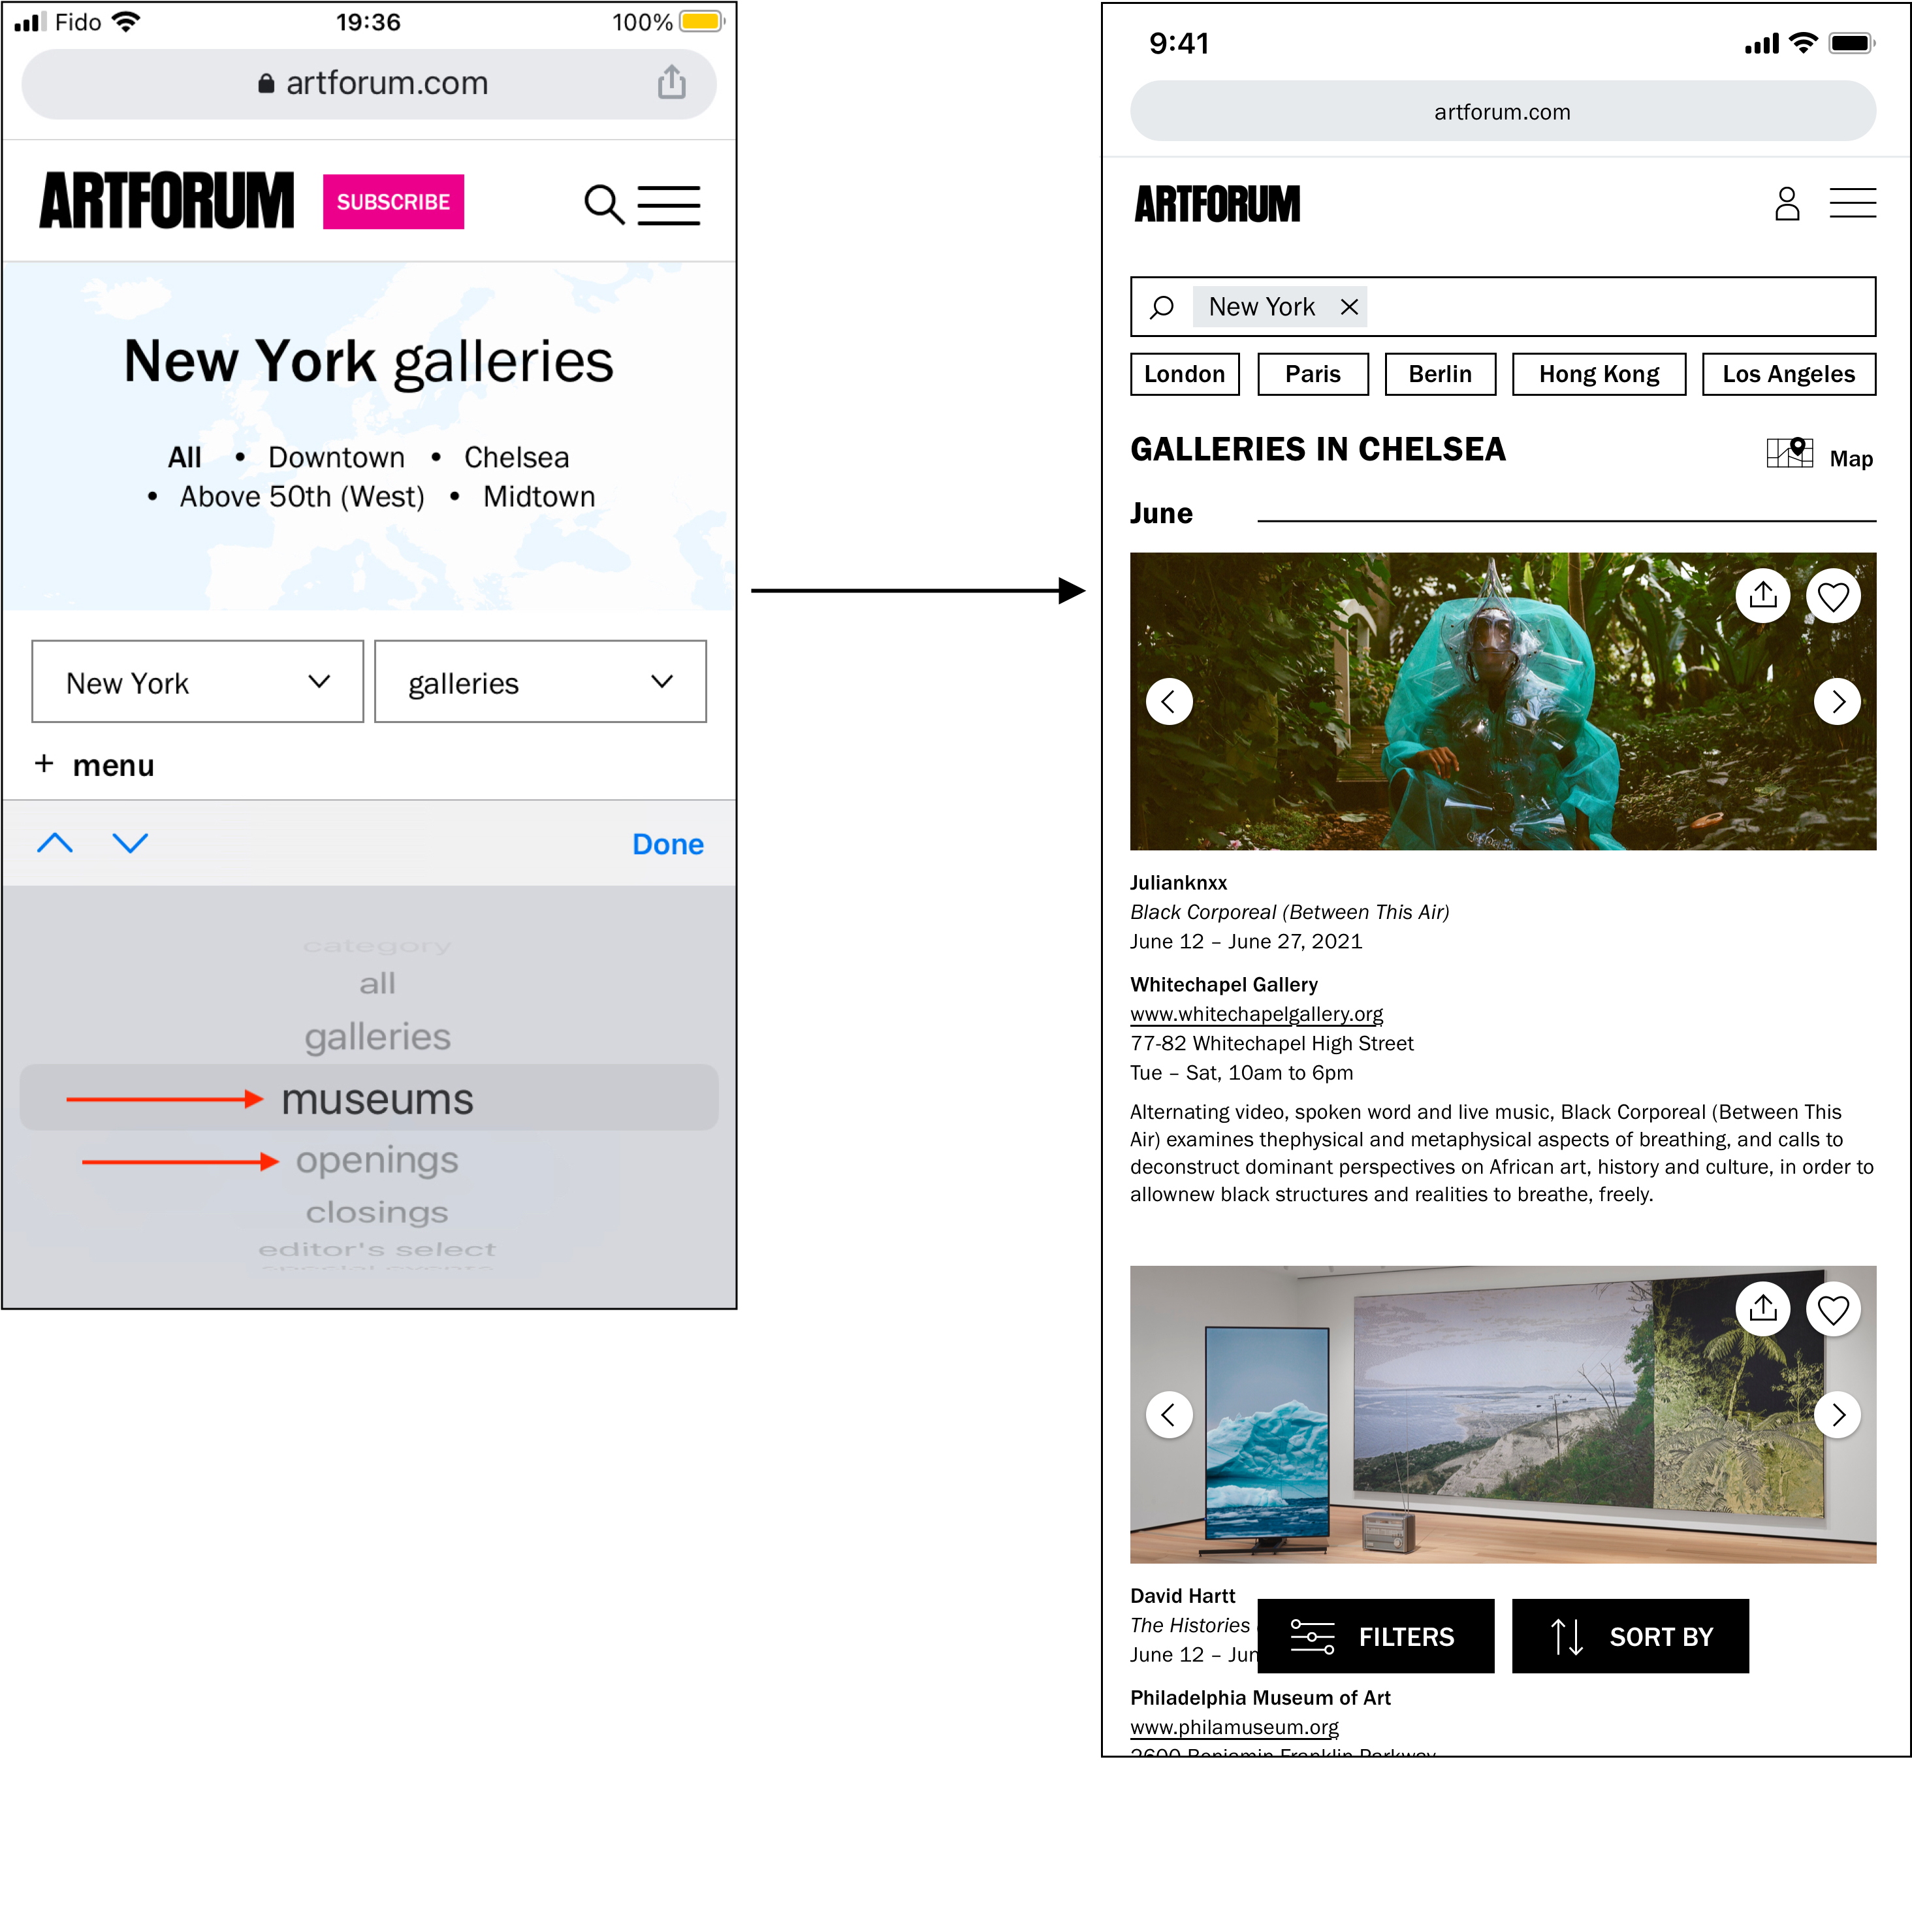 Fido 19:36 100%
artforum.com
ARTFORUM SUBSCRIBE
New York galleries
All • Downtown • Chelsea
• Above 50th (West) • Midtown
New York galleries
+ menu
Done
category
all
galleries
museums
openings
closings
editor's select
special events
9:41
artforum.com
ARTFORUM
New York
London Paris Berlin Hong Kong Los Angeles
GALLERIES IN CHELSEA Map
June
Julianknxx
Black Corporeal (Between This Air)
June 12 – June 27, 2021
Whitechapel Gallery
www.whitechapelgallery.org
77-82 Whitechapel High Street
Tue – Sat, 10am to 6pm
Alternating video, spoken word and live music, Black Corporeal (Between This
Air) examines thephysical and metaphysical aspects of breathing, and calls to
deconstruct dominant perspectives on African art, history and culture, in order to
allownew black structures and realities to breathe, freely.
David Hartt
The Histories
June 12 – Jun
FILTERS SORT BY
Philadelphia Museum of Art
www.philamuseum.org
2600 Benjamin Franklin Parkway